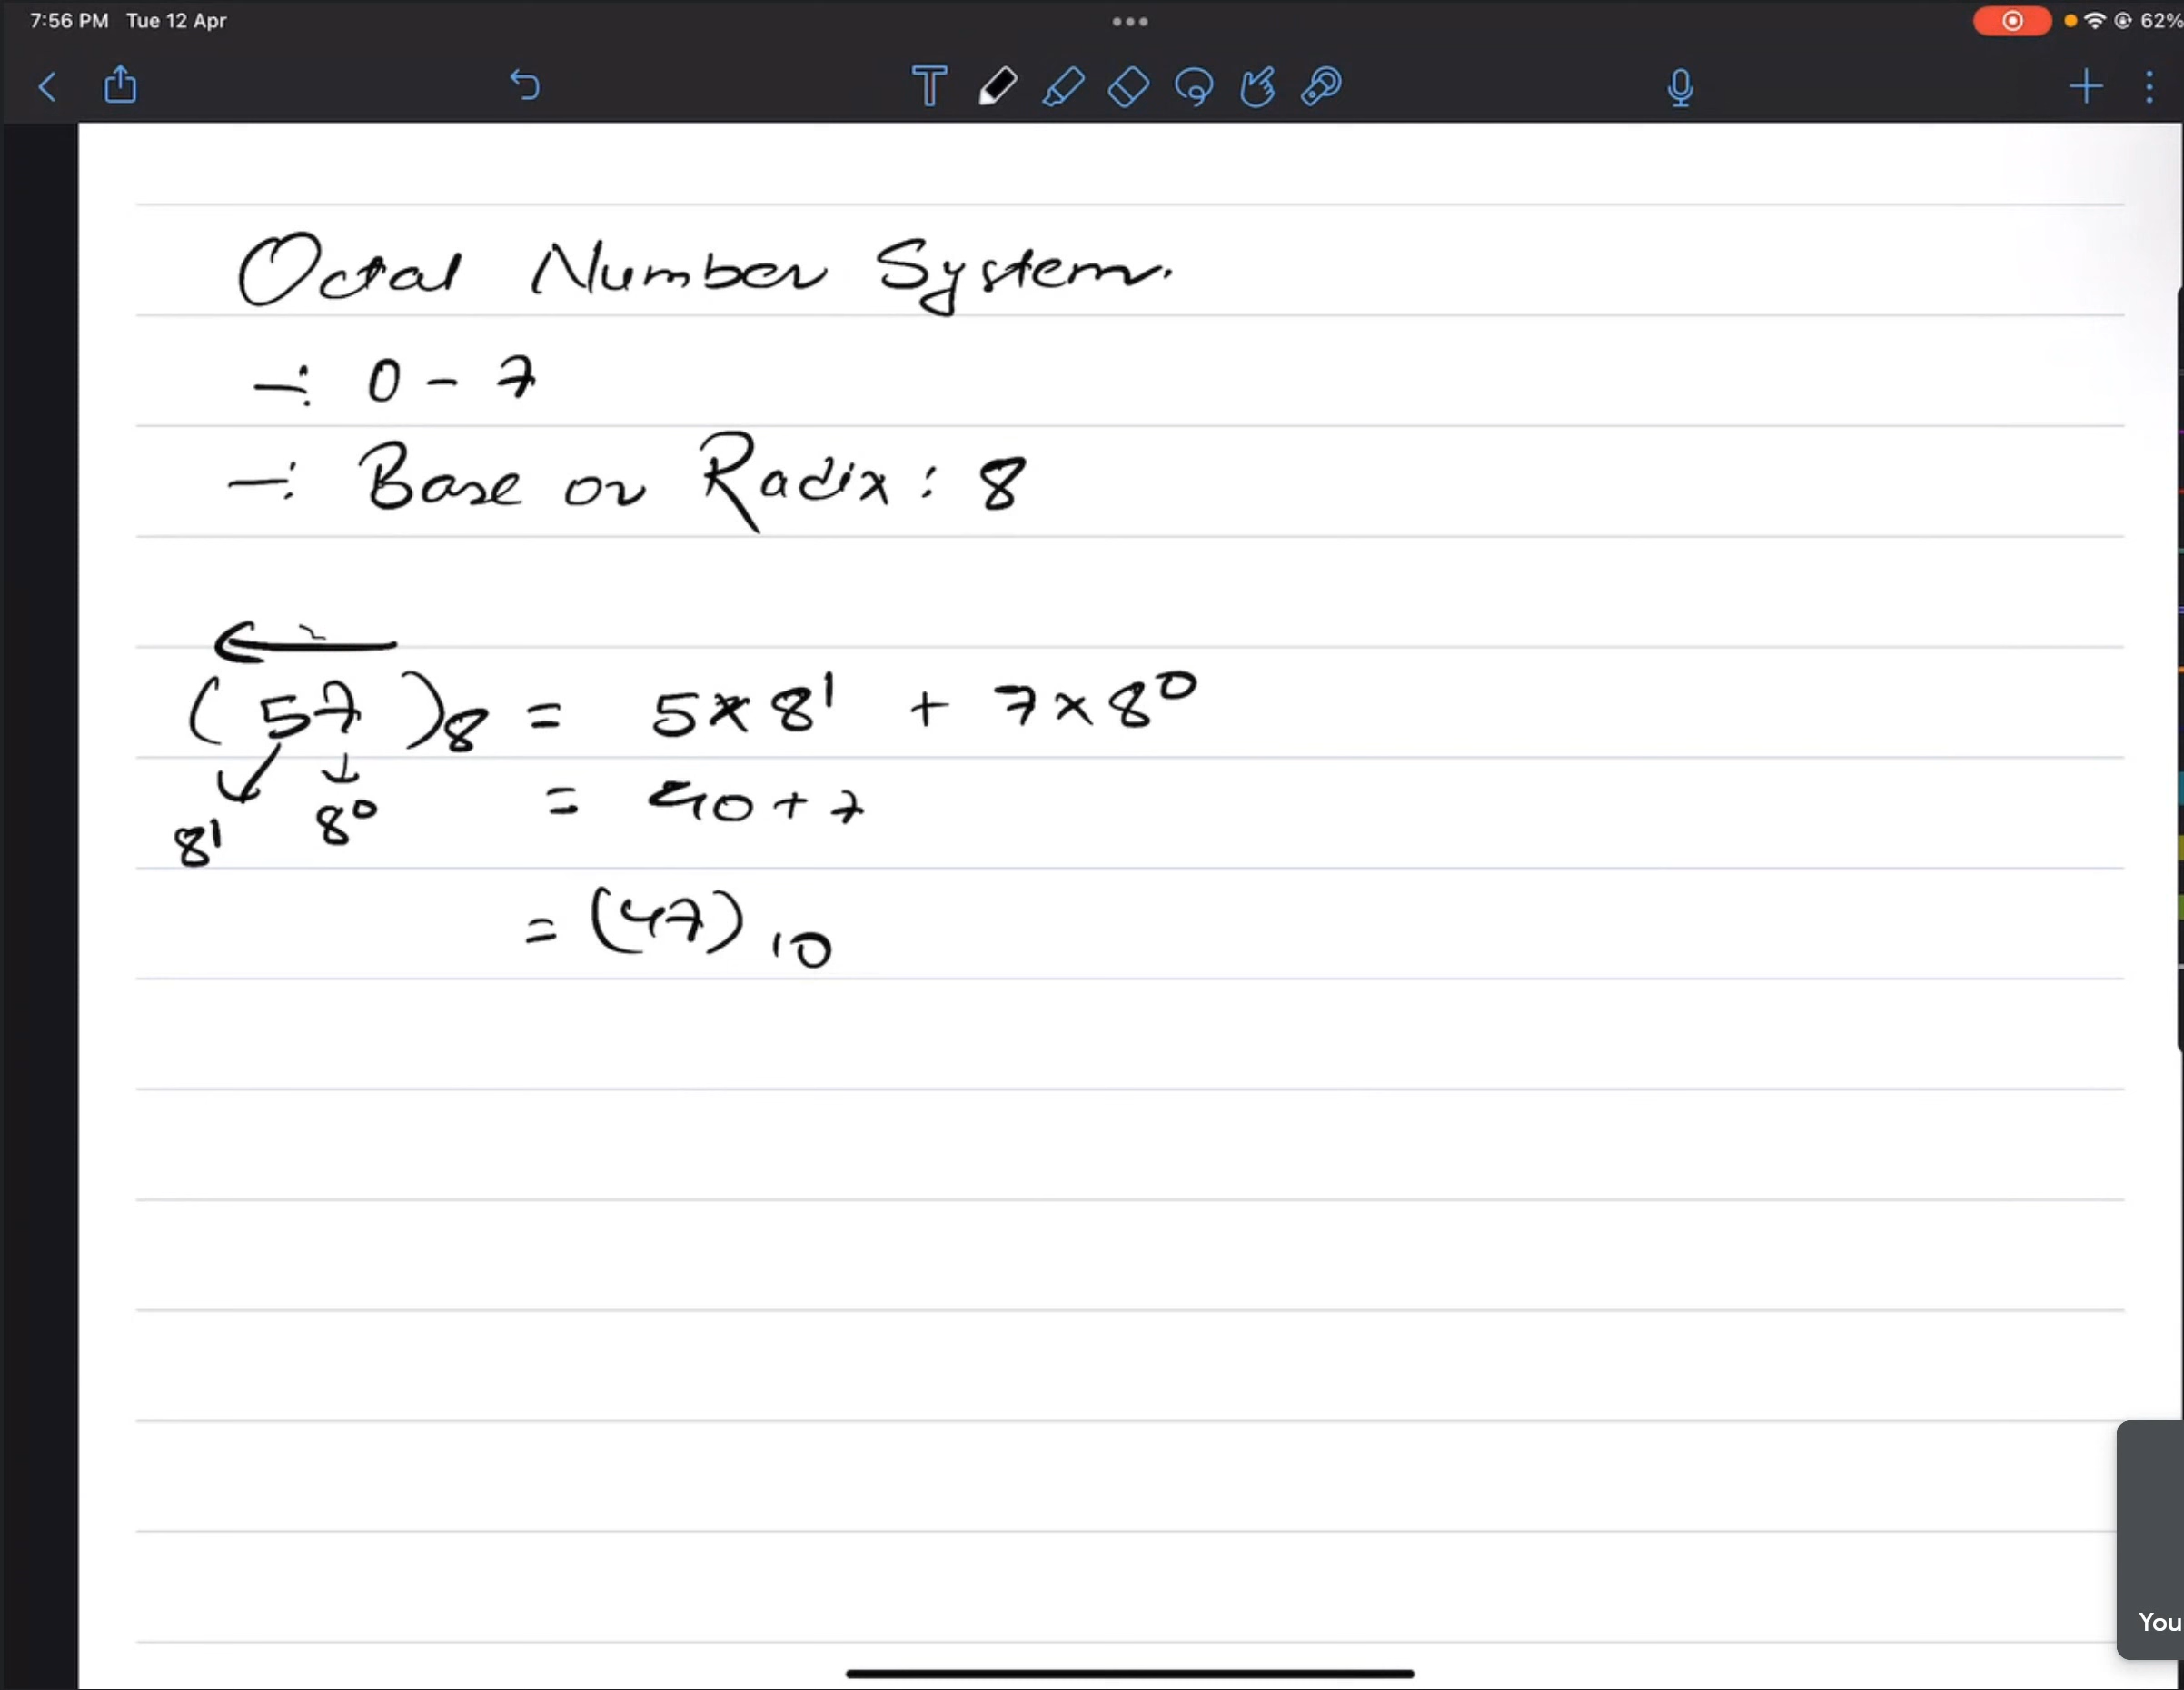 7:56 PM Tue 12 Apr
62%
Octal Number System.
0 - 7
Base or Radix : 8
(57)₈ = 5×8¹ + 7×8⁰
8¹ 8⁰
= 40+7
= (47)₁₀
You